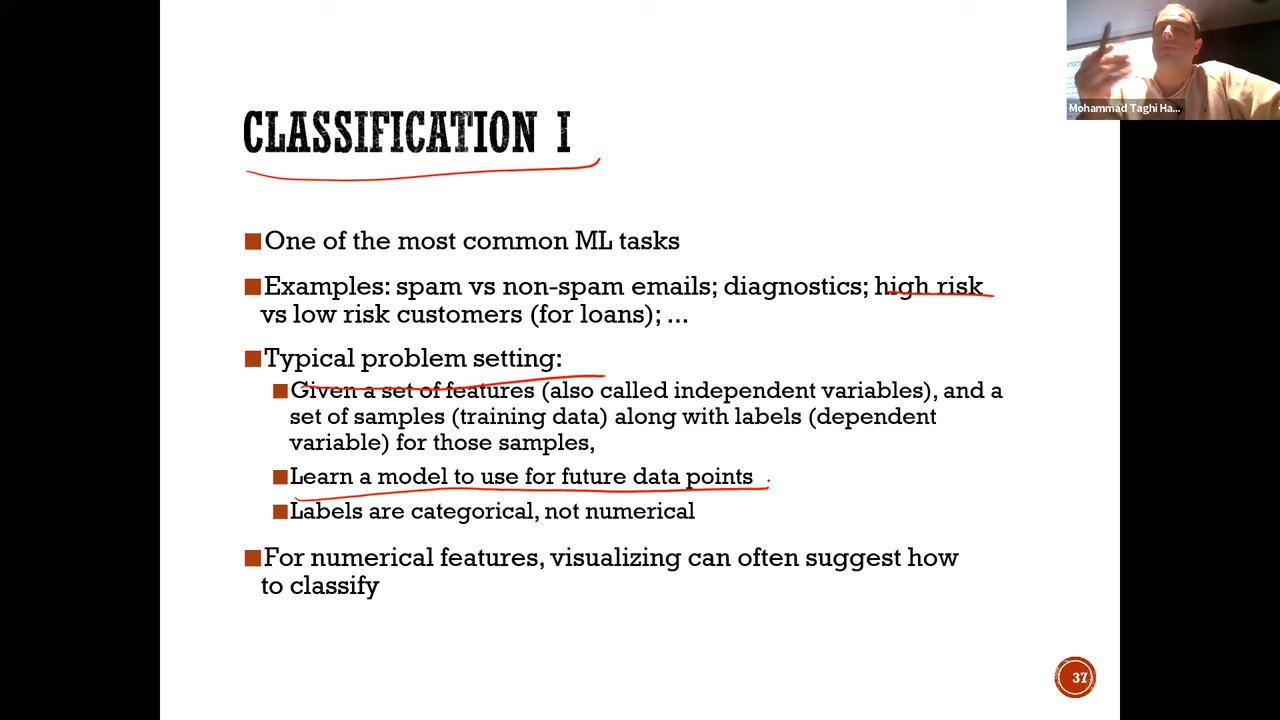 Mohammad Taghi Ha...
CLASSIFICATION I
One of the most common ML tasks
Examples: spam vs non-spam emails; diagnostics; high risk
vs low risk customers (for loans); ...
Typical problem setting:
Given a set of features (also called independent variables), and a
set of samples (training data) along with labels (dependent
variable) for those samples,
Learn a model to use for future data points
Labels are categorical, not numerical
For numerical features, visualizing can often suggest how
to classify
37